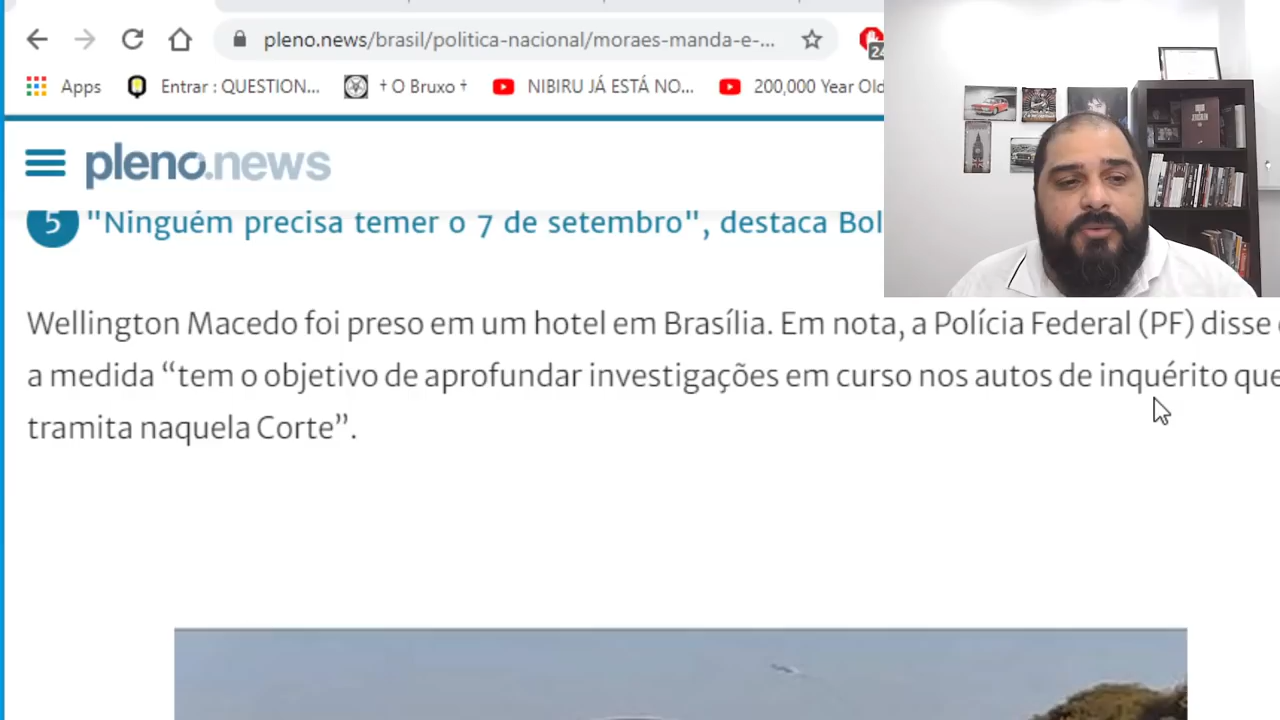 pleno.news/brasil/politica-nacional/moraes-manda-e-...
24
Apps Entrar : QUESTION... † O Bruxo † NIBIRU JÁ ESTÁ NO... 200,000 Year Old
pleno.news
5 "Ninguém precisa temer o 7 de setembro", destaca Bol
Wellington Macedo foi preso em um hotel em Brasília. Em nota, a Polícia Federal (PF) disse
a medida “tem o objetivo de aprofundar investigações em curso nos autos de inquérito que
tramita naquela Corte”.